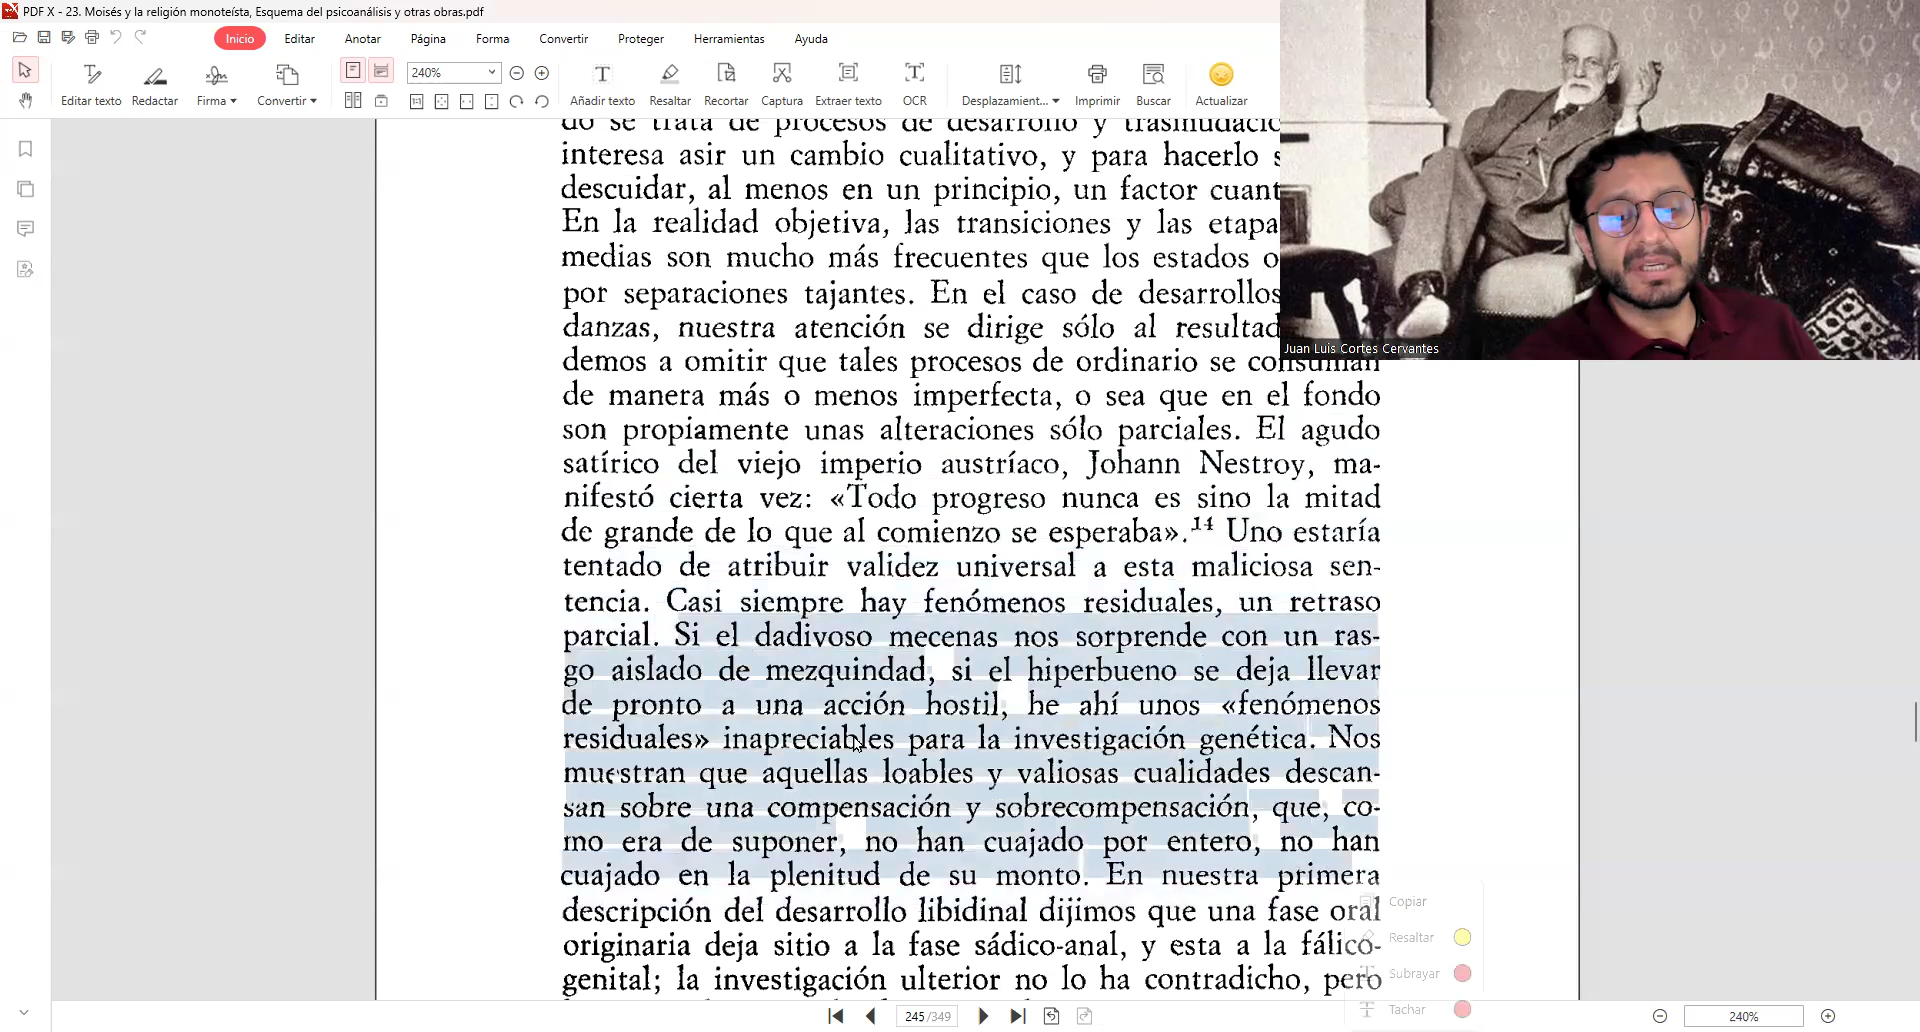 PDF X - 23. Moisés y la religión monoteísta, Esquema del psicoanálisis y otras obras.pdf
Inicio Editar Anotar Página Forma Convertir Proteger Herramientas Ayuda
240%
Editar texto Redactar Firma Convertir Añadir texto Resaltar Recortar Captura Extraer texto OCR Desplazamient... Imprimir Buscar Actualizar
do se trata de procesos de desarrollo y
interesa asir un cambio cualitativo, y para hacerlo
descuidar, al menos en un principio, un factor
En la realidad objetiva, las transiciones y las
medias son mucho más frecuentes que los estados
por separaciones tajantes. En el caso de desarrollos
danzas, nuestra atención se dirige sólo al
demos a omitir que tales procesos de ordinario se consuman
de manera más o menos imperfecta, o sea que en el fondo
son propiamente unas alteraciones sólo parciales. El agudo
satírico del viejo imperio austríaco, Johann Nestroy, ma-
nifestó cierta vez: «Todo progreso nunca es sino la mitad
de grande de lo que al comienzo se esperaba».14 Uno estaría
tentado de atribuir validez universal a esta maliciosa sen-
tencia. Casi siempre hay fenómenos residuales, un retraso
parcial. Si el dadivoso mecenas nos sorprende con un ras-
go aislado de mezquindad, si el hiperbueno se deja llevar
de pronto a una acción hostil, he ahí unos «fenómenos
residuales» inapreciables para la investigación genética. Nos
muestran que aquellas loables y valiosas cualidades descan-
san sobre una compensación y sobrecompensación, que, co-
mo era de suponer, no han cuajado por entero, no han
cuajado en la plenitud de su monto. En nuestra primera
descripción del desarrollo libidinal dijimos que una fase oral
originaria deja sitio a la fase sádico-anal, y esta a la fálico-
genital; la investigación ulterior no lo ha contradicho, pero
Juan Luis Cortes Cervantes
Copiar
Resaltar
Subrayar
Tachar
245 /349
240%